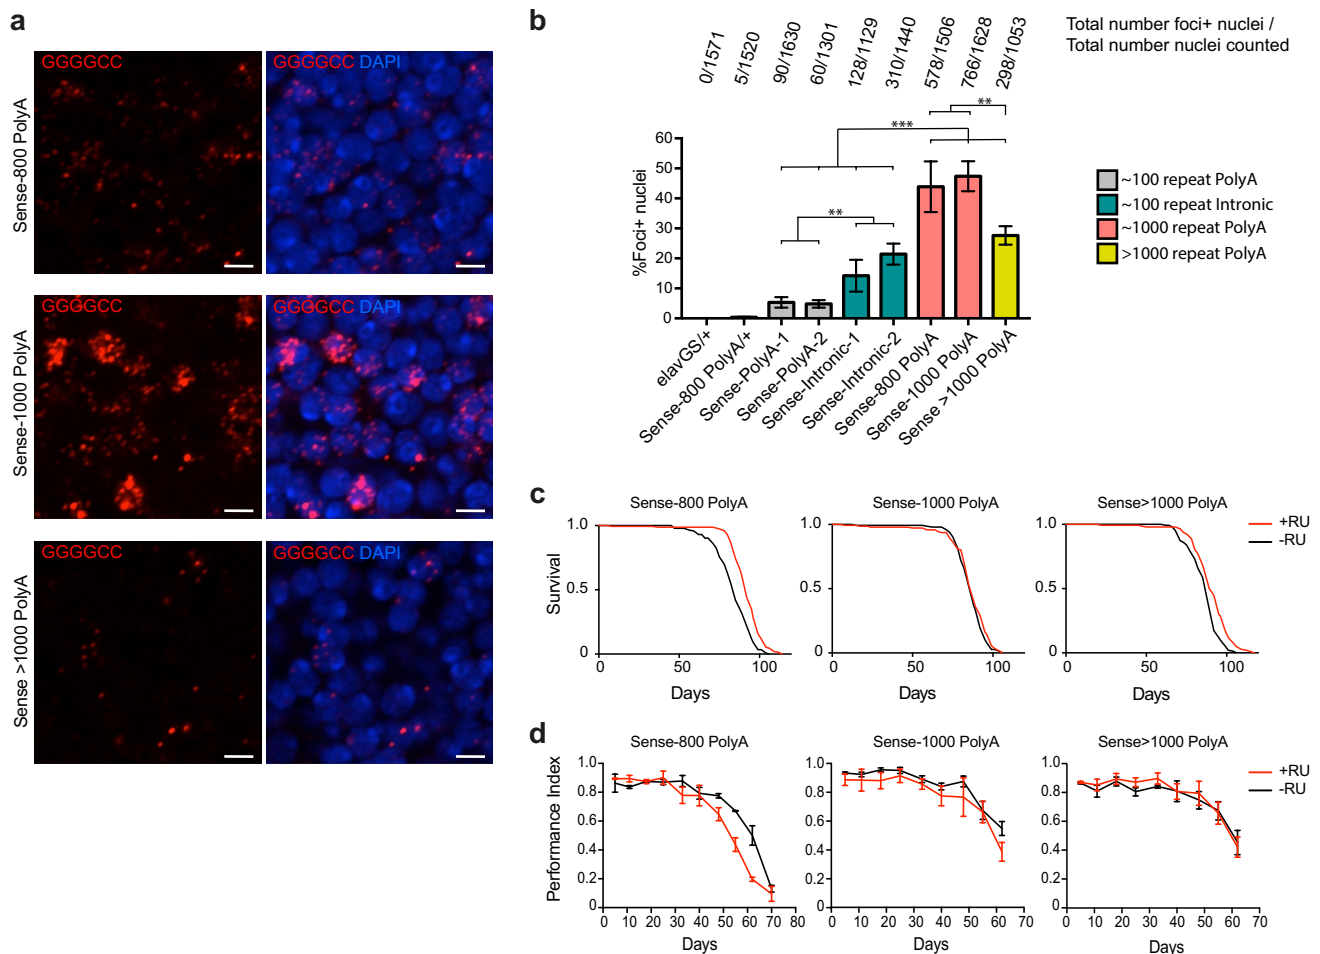 a
Sense-800 PolyA
GGGGCC
GGGGCC DAPI
Sense-1000 PolyA
GGGGCC
GGGGCC DAPI
Sense >1000 PolyA
GGGGCC
GGGGCC DAPI
b
0/1571
5/1520
90/1630
60/1301
128/1129
310/1440
578/1506
766/1628
298/1053
Total number foci+ nuclei /
Total number nuclei counted
**
***
**
%Foci+ nuclei
60
50
40
30
20
10
0
elavGS/+
Sense-800 PolyA/+
Sense-PolyA-1
Sense-PolyA-2
Sense-Intronic-1
Sense-Intronic-2
Sense-800 PolyA
Sense-1000 PolyA
Sense >1000 PolyA
~100 repeat PolyA
~100 repeat Intronic
~1000 repeat PolyA
>1000 repeat PolyA
c
Sense-800 PolyA
Survival
1.0
0.5
0
0 50 100
Days
Sense-1000 PolyA
1.0
0.5
0
0 50 100
Days
Sense>1000 PolyA
1.0
0.5
0
0 50 100
Days
+RU
-RU
d
Sense-800 PolyA
Performance Index
1.0
0.8
0.6
0.4
0.2
0
0 10 20 30 40 50 60 70 80
Days
Sense-1000 PolyA
1.0
0.8
0.6
0.4
0.2
0
0 10 20 30 40 50 60 70
Days
Sense>1000 PolyA
1.0
0.8
0.6
0.4
0.2
0
0 10 20 30 40 50 60 70
Days
+RU
-RU